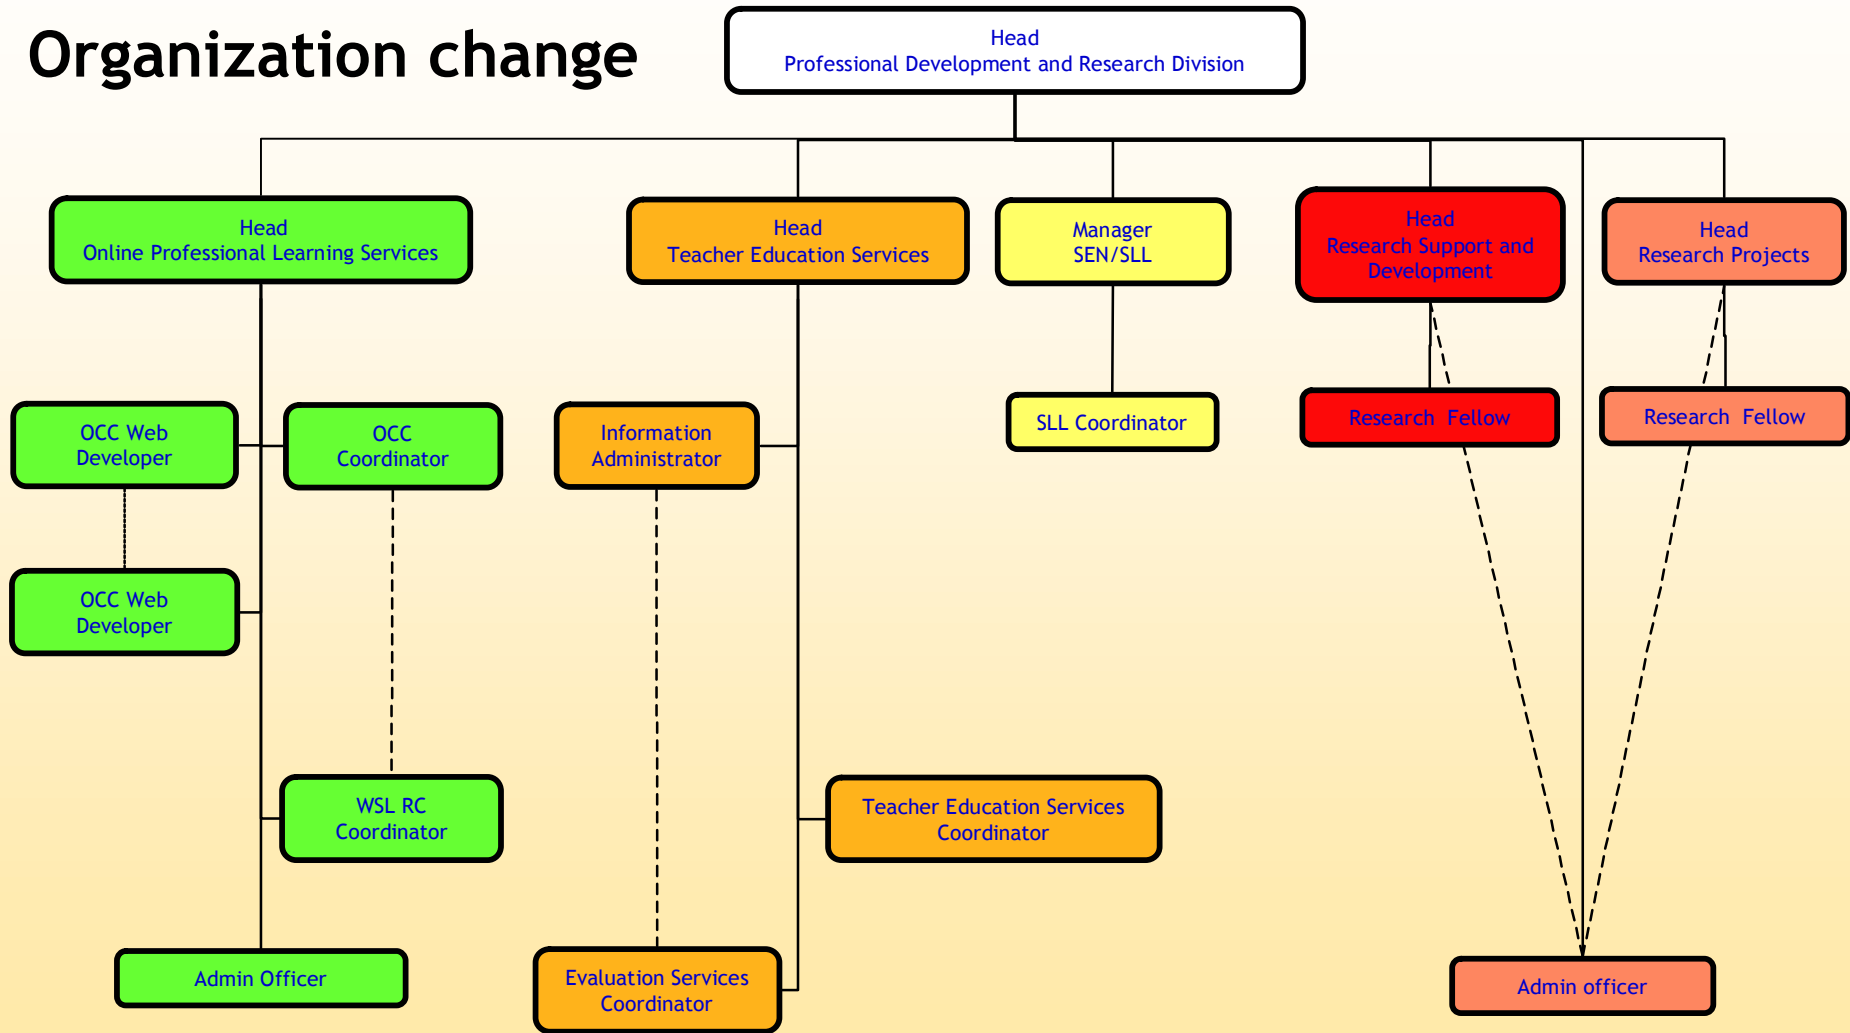 Organization change
Head
Professional Development and Research Division
Head
Online Professional Learning Services
Head
Teacher Education Services
Manager
SEN/SLL
Head
Research Support and
Development
Head
Research Projects
OCC Web
Developer
OCC
Coordinator
Information
Administrator
SLL Coordinator
Research  Fellow
Research  Fellow
OCC Web
Developer
WSL RC
Coordinator
Teacher Education Services
Coordinator
Admin Officer
Evaluation Services
Coordinator
Admin officer